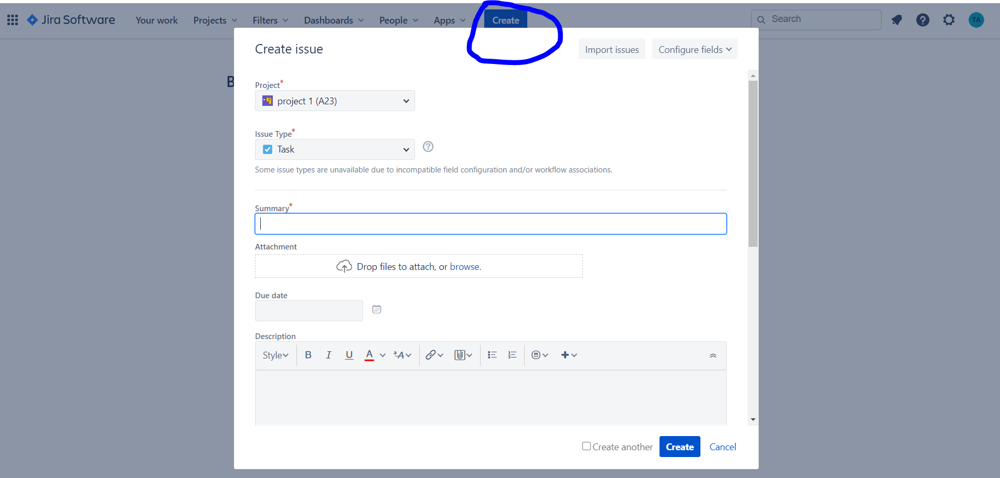 Jira Software Your work Projects Filters Dashboards People Apps Create Search TA
Create issue Import issues Configure fields
B
Project*
project 1 (A23)
Issue Type*
Task
Some issue types are unavailable due to incompatible field configuration and/or workflow associations.
Summary*
Attachment
Drop files to attach, or browse.
Due date
Description
Style B I U A ªA
Create another Create Cancel